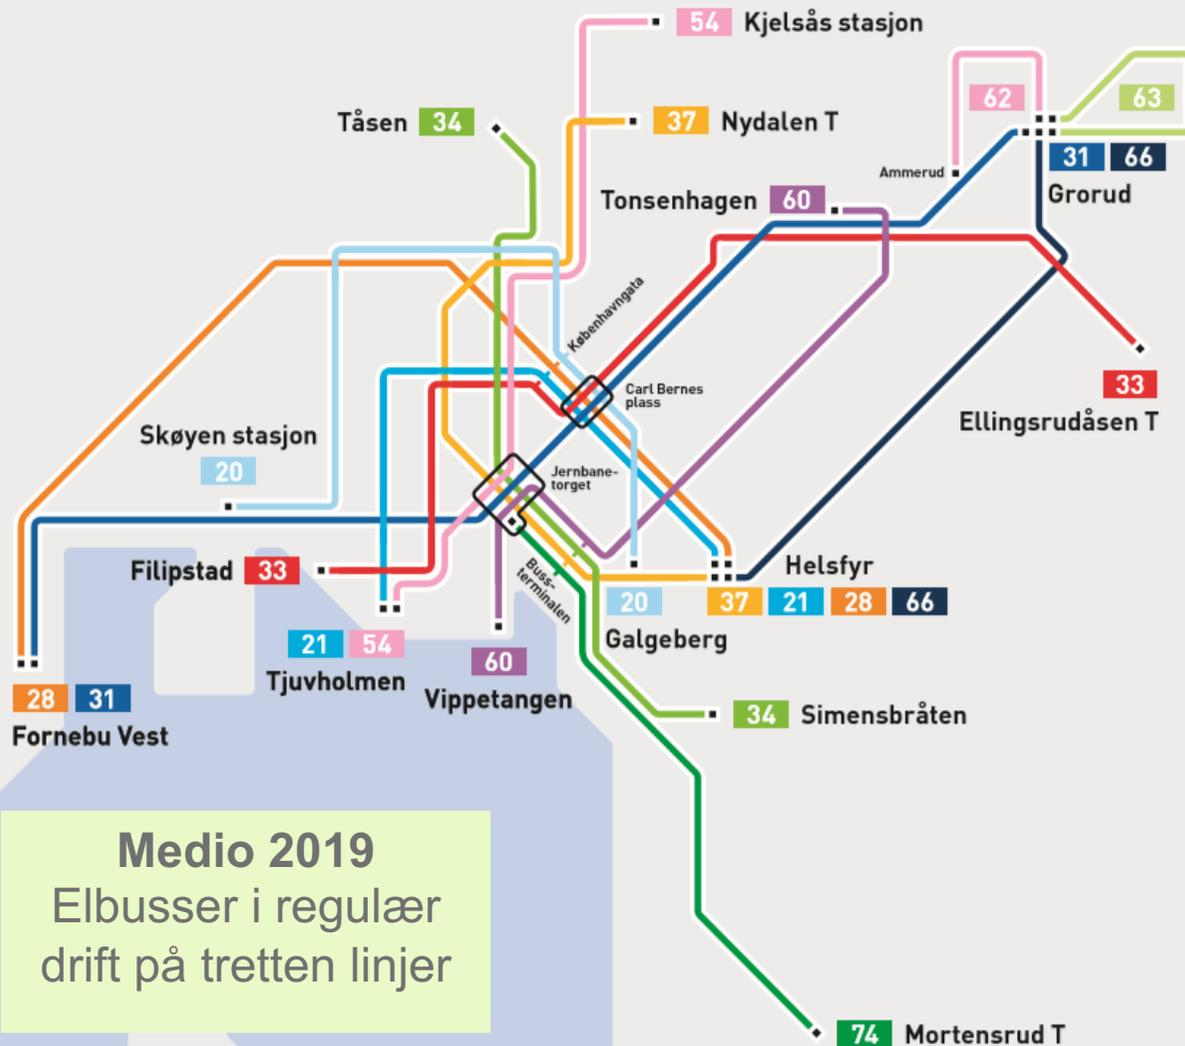 54 Kjelsås stasjon
Tåsen 34
37 Nydalen T
62
63
31 66
Grorud
Ammerud
Tonsenhagen 60
Københavngata
33
Ellingsrudåsen T
Carl Bernes
plass
Skøyen stasjon
20
Jernbane-
torget
Filipstad 33
Buss-
terminalen
Helsfyr
37 21 28 66
20
Galgeberg
21 54
Tjuvholmen
60
Vippetangen
28 31
Fornebu Vest
34 Simensbråten
Medio 2019
Elbusser i regulær
drift på tretten linjer
74 Mortensrud T